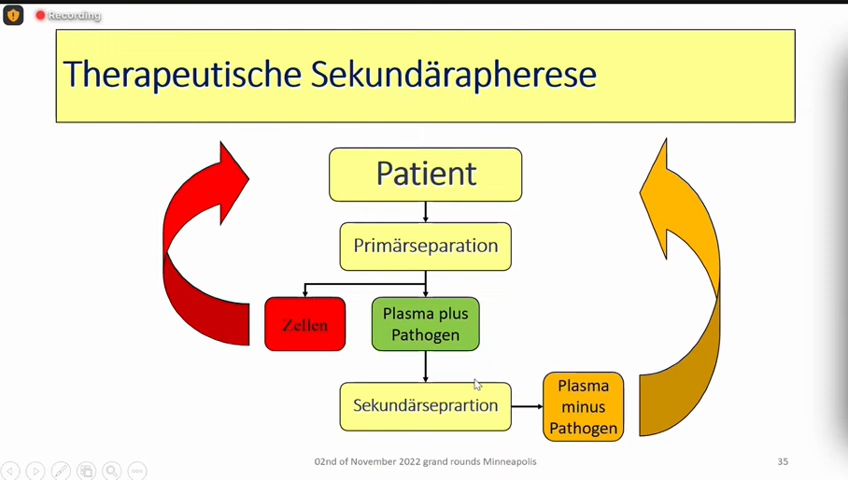 Recording
Therapeutische Sekundärapherese
Patient
Primärseparation
Zellen
Plasma plus
Pathogen
Sekundärseprartion
Plasma
minus
Pathogen
02nd of November 2022 grand rounds Minneapolis
35